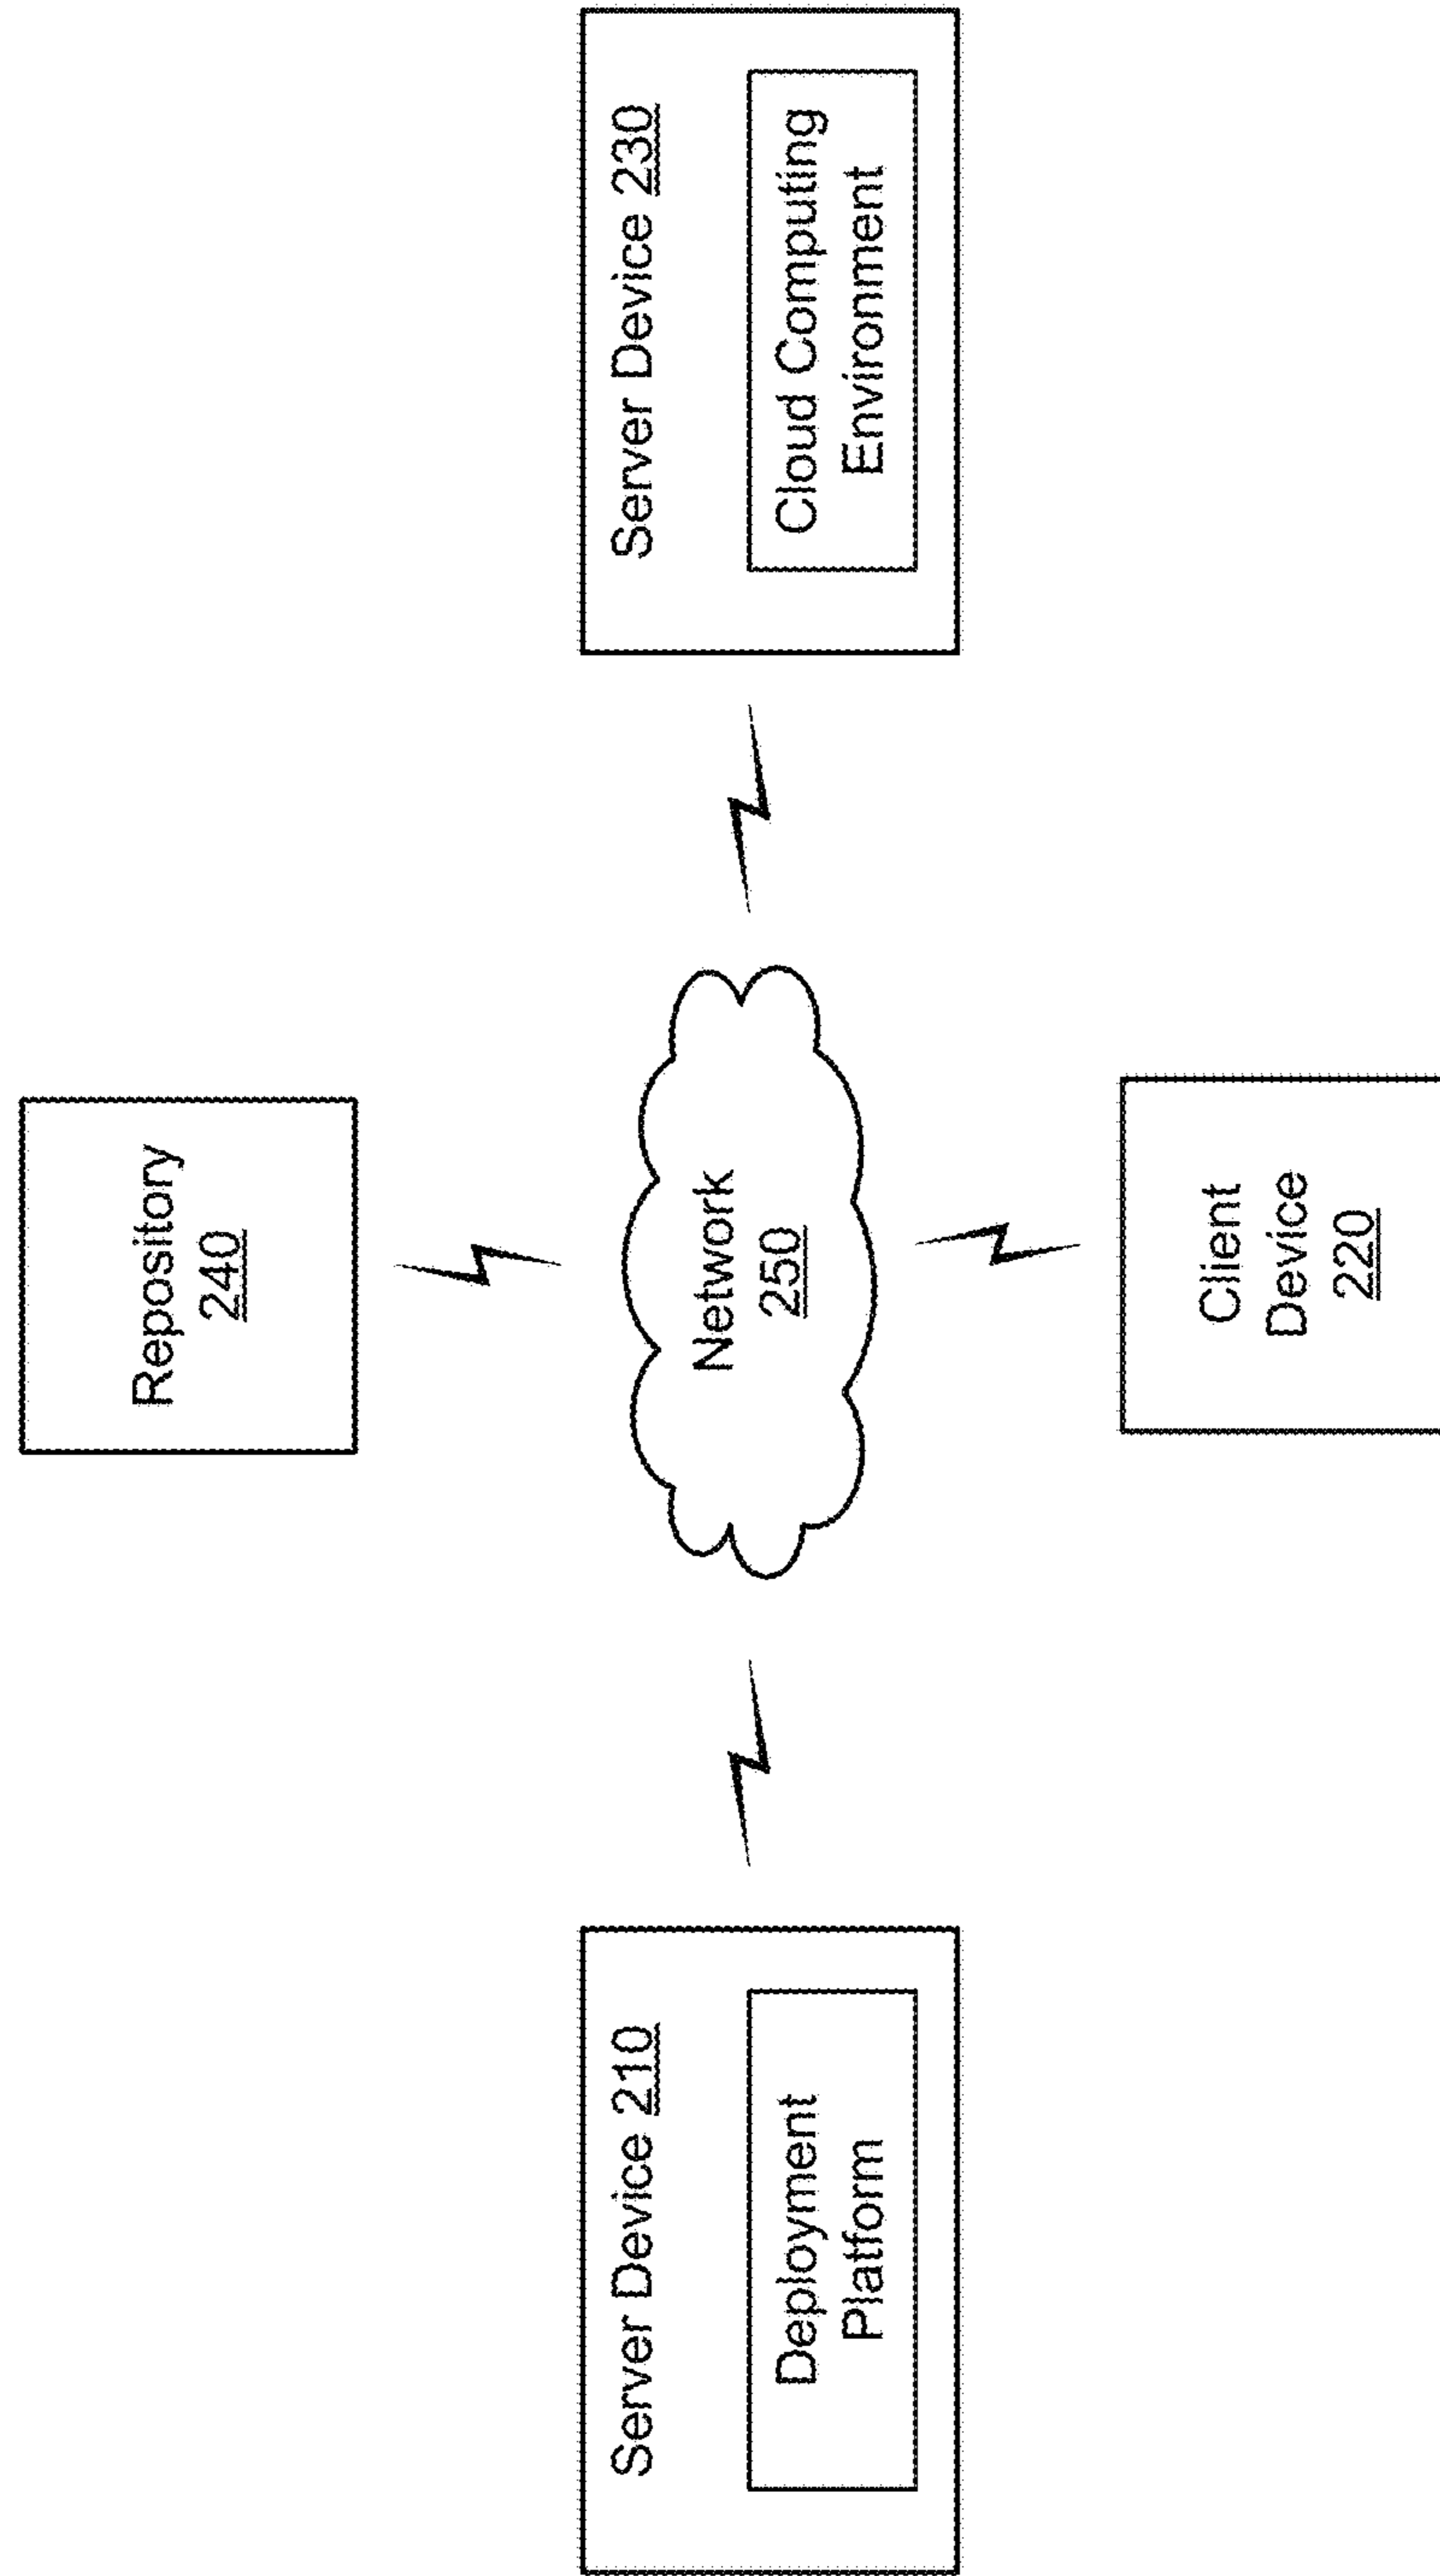 Repository
240
Server Device 210
Deployment
Platform
Network
250
Server Device 230
Cloud Computing
Environment
Client
Device
220